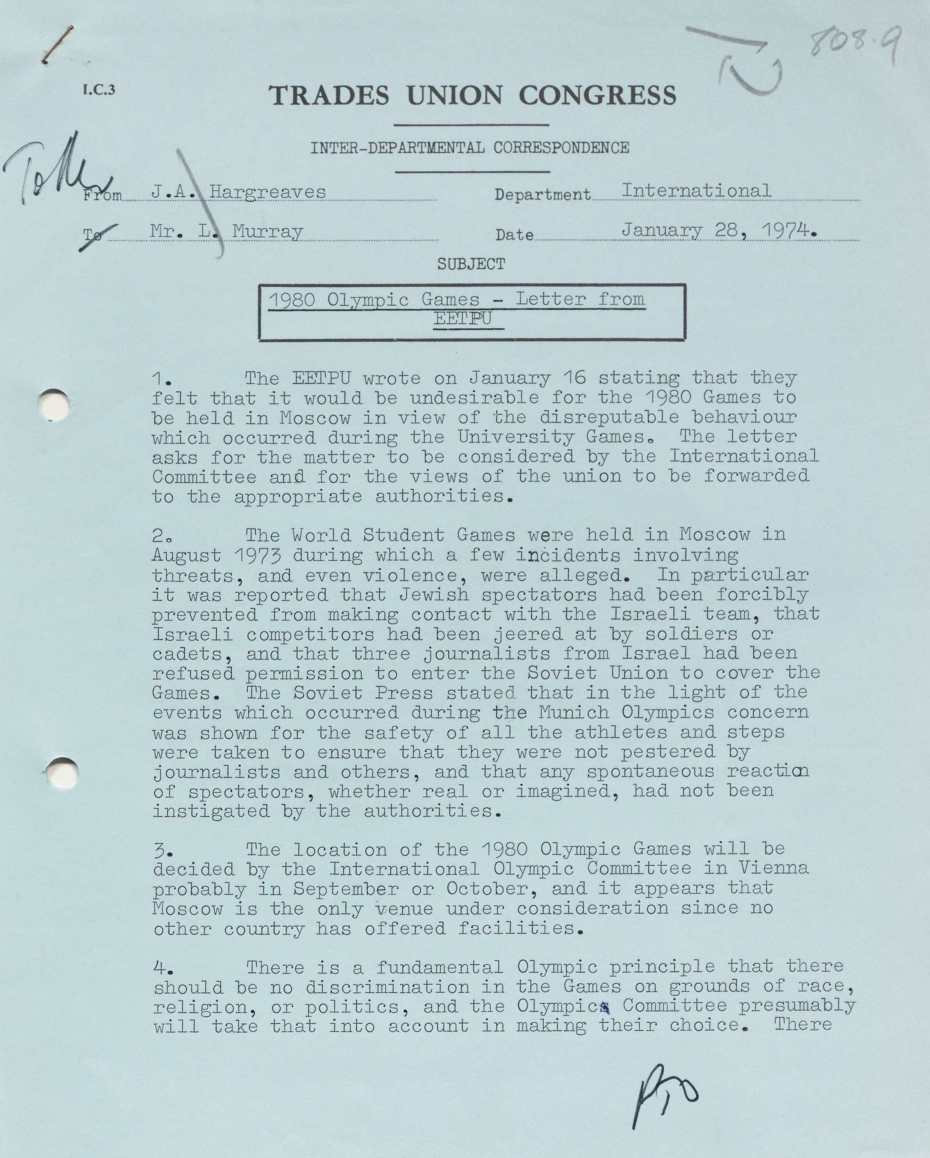 808.9
I.C.3
TRADES UNION CONGRESS
INTER-DEPARTMENTAL CORRESPONDENCE
From J.A. Hargreaves Department International
To Mr. L. Murray Date January 28, 1974.
SUBJECT
1980 Olympic Games - Letter from
EETPU
1. The EETPU wrote on January 16 stating that they
felt that it would be undesirable for the 1980 Games to
be held in Moscow in view of the disreputable behaviour
which occurred during the University Games. The letter
asks for the matter to be considered by the International
Committee and for the views of the union to be forwarded
to the appropriate authorities.
2. The World Student Games were held in Moscow in
August 1973 during which a few incidents involving
threats, and even violence, were alleged. In particular
it was reported that Jewish spectators had been forcibly
prevented from making contact with the Israeli team, that
Israeli competitors had been jeered at by soldiers or
cadets, and that three journalists from Israel had been
refused permission to enter the Soviet Union to cover the
Games. The Soviet Press stated that in the light of the
events which occurred during the Munich Olympics concern
was shown for the safety of all the athletes and steps
were taken to ensure that they were not pestered by
journalists and others, and that any spontaneous reaction
of spectators, whether real or imagined, had not been
instigated by the authorities.
3. The location of the 1980 Olympic Games will be
decided by the International Olympic Committee in Vienna
probably in September or October, and it appears that
Moscow is the only venue under consideration since no
other country has offered facilities.
4. There is a fundamental Olympic principle that there
should be no discrimination in the Games on grounds of race,
religion, or politics, and the Olympic Committee presumably
will take that into account in making their choice. There
PTO